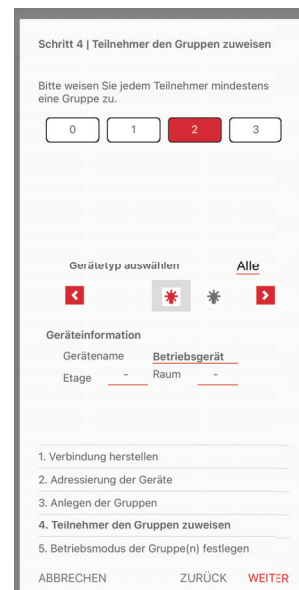 Schritt 4 | Teilnehmer den Gruppen zuweisen
Bitte weisen Sie jedem Teilnehmer mindestens
eine Gruppe zu.
0 1 2 3
Gerätetyp auswählen Alle
Geräteinformation
Gerätename Betriebsgerät
Etage - Raum -
1. Verbindung herstellen
2. Adressierung der Geräte
3. Anlegen der Gruppen
4. Teilnehmer den Gruppen zuweisen
5. Betriebsmodus der Gruppe(n) festlegen
ABBRECHEN ZURÜCK WEITER